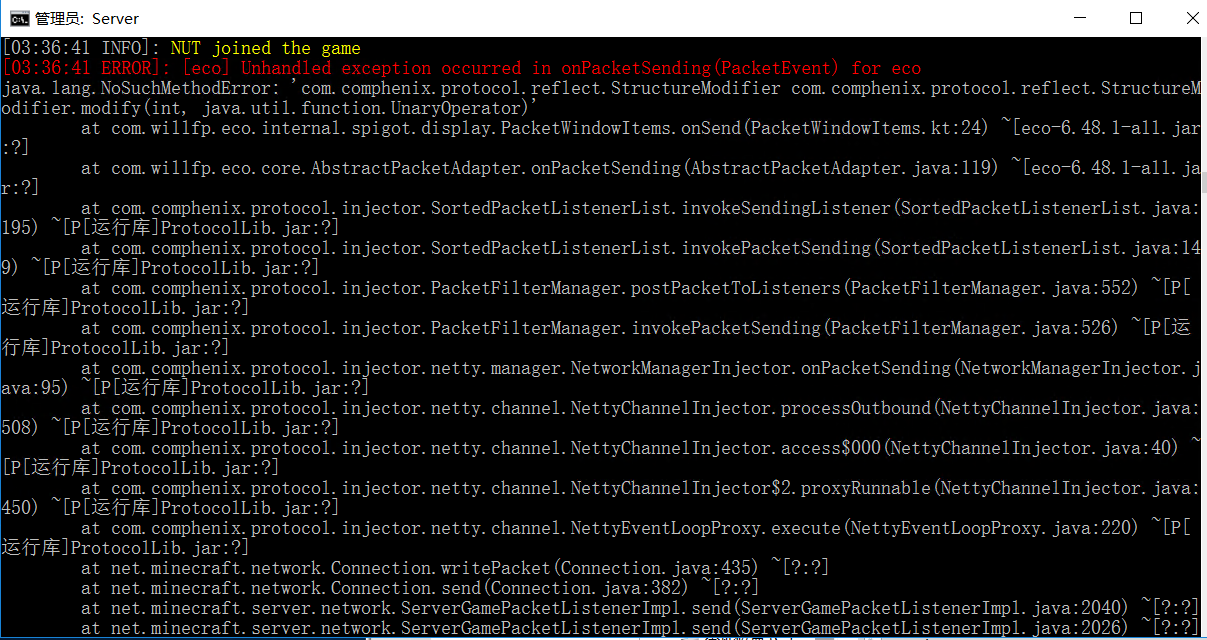 管理员: Server
[03:36:41 INFO]: NUT joined the game
[03:36:41 ERROR]: [eco] Unhandled exception occurred in onPacketSending(PacketEvent) for eco
java.lang.NoSuchMethodError: 'com.comphenix.protocol.reflect.StructureModifier com.comphenix.protocol.reflect.StructureM
odifier.modify(int, java.util.function.UnaryOperator)'
at com.willfp.eco.internal.spigot.display.PacketWindowItems.onSend(PacketWindowItems.kt:24) ~[eco-6.48.1-all.jar
:?]
at com.willfp.eco.core.AbstractPacketAdapter.onPacketSending(AbstractPacketAdapter.java:119) ~[eco-6.48.1-all.ja
r:?]
at com.comphenix.protocol.injector.SortedPacketListenerList.invokeSendingListener(SortedPacketListenerList.java:
195) ~[P[运行库]ProtocolLib.jar:?]
at com.comphenix.protocol.injector.SortedPacketListenerList.invokePacketSending(SortedPacketListenerList.java:14
9) ~[P[运行库]ProtocolLib.jar:?]
at com.comphenix.protocol.injector.PacketFilterManager.postPacketToListeners(PacketFilterManager.java:552) ~[P[
运行库]ProtocolLib.jar:?]
at com.comphenix.protocol.injector.PacketFilterManager.invokePacketSending(PacketFilterManager.java:526) ~[P[运
行库]ProtocolLib.jar:?]
at com.comphenix.protocol.injector.netty.manager.NetworkManagerInjector.onPacketSending(NetworkManagerInjector.j
ava:95) ~[P[运行库]ProtocolLib.jar:?]
at com.comphenix.protocol.injector.netty.channel.NettyChannelInjector.processOutbound(NettyChannelInjector.java:
508) ~[P[运行库]ProtocolLib.jar:?]
at com.comphenix.protocol.injector.netty.channel.NettyChannelInjector.access$000(NettyChannelInjector.java:40) ~
[P[运行库]ProtocolLib.jar:?]
at com.comphenix.protocol.injector.netty.channel.NettyChannelInjector$2.proxyRunnable(NettyChannelInjector.java:
450) ~[P[运行库]ProtocolLib.jar:?]
at com.comphenix.protocol.injector.netty.channel.NettyEventLoopProxy.execute(NettyEventLoopProxy.java:220) ~[P[
运行库]ProtocolLib.jar:?]
at net.minecraft.network.Connection.writePacket(Connection.java:435) ~[?:?]
at net.minecraft.network.Connection.send(Connection.java:382) ~[?:?]
at net.minecraft.server.network.ServerGamePacketListenerImpl.send(ServerGamePacketListenerImpl.java:2040) ~[?:?]
at net.minecraft.server.network.ServerGamePacketListenerImpl.send(ServerGamePacketListenerImpl.java:2026) ~[?:?]